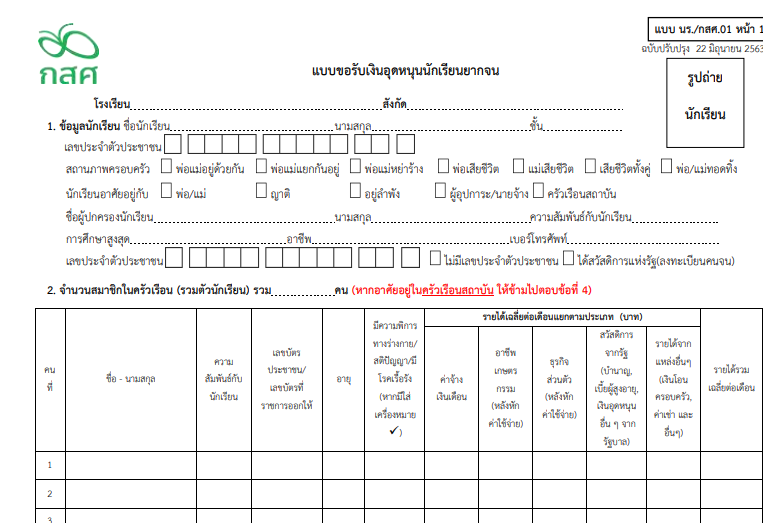 กสศ
แบบ นร./กสศ.01 หน้า 1
ฉบับปรับปรุง 22 มิถุนายน 2563
แบบขอรับเงินอุดหนุนนักเรียนยากจน
รูปถ่าย
นักเรียน
โรงเรียน สังกัด
1. ข้อมูลนักเรียน ชื่อนักเรียน นามสกุล ชั้น
เลขประจำตัวประชาชน
สถานภาพครอบครัว พ่อแม่อยู่ด้วยกัน พ่อแม่แยกกันอยู่ พ่อแม่หย่าร้าง พ่อเสียชีวิต แม่เสียชีวิต เสียชีวิตทั้งคู่ พ่อ/แม่ทอดทิ้ง
นักเรียนอาศัยอยู่กับ พ่อ/แม่ ญาติ อยู่ลำพัง ผู้อุปการะ/นายจ้าง ครัวเรือนสถาบัน
ชื่อผู้ปกครองนักเรียน นามสกุล ความสัมพันธ์กับนักเรียน
การศึกษาสูงสุด อาชีพ เบอร์โทรศัพท์
เลขประจำตัวประชาชน ไม่มีเลขประจำตัวประชาชน ได้สวัสดิการแห่งรัฐ(ลงทะเบียนคนจน)
2. จำนวนสมาชิกในครัวเรือน (รวมตัวนักเรียน) รวม คน (หากอาศัยอยู่ในครัวเรือนสถาบัน ให้ข้ามไปตอบข้อที่ 4)
คน
ที่
ชื่อ - นามสกุล
ความ
สัมพันธ์กับ
นักเรียน
เลขบัตร
ประชาชน/
เลขบัตรที่
ราชการออกให้
อายุ
มีความพิการ
ทางร่างกาย/
สติปัญญา/มี
โรคเรื้อรัง
(หากมีใส่
เครื่องหมาย
✓)
รายได้เฉลี่ยต่อเดือนแยกตามประเภท (บาท)
ค่าจ้าง
เงินเดือน
อาชีพ
เกษตร
กรรม
(หลังหัก
ค่าใช้จ่าย)
ธุรกิจ
ส่วนตัว
(หลังหัก
ค่าใช้จ่าย)
สวัสดิการ
จากรัฐ
(บำนาญ,
เบี้ยผู้สูงอายุ,
เงินอุดหนุน
อื่น ๆ จาก
รัฐบาล)
รายได้จาก
แหล่งอื่นๆ
(เงินโอน
ครอบครัว,
ค่าเช่า และ
อื่นๆ)
รายได้รวม
เฉลี่ยต่อเดือน
1
2
3